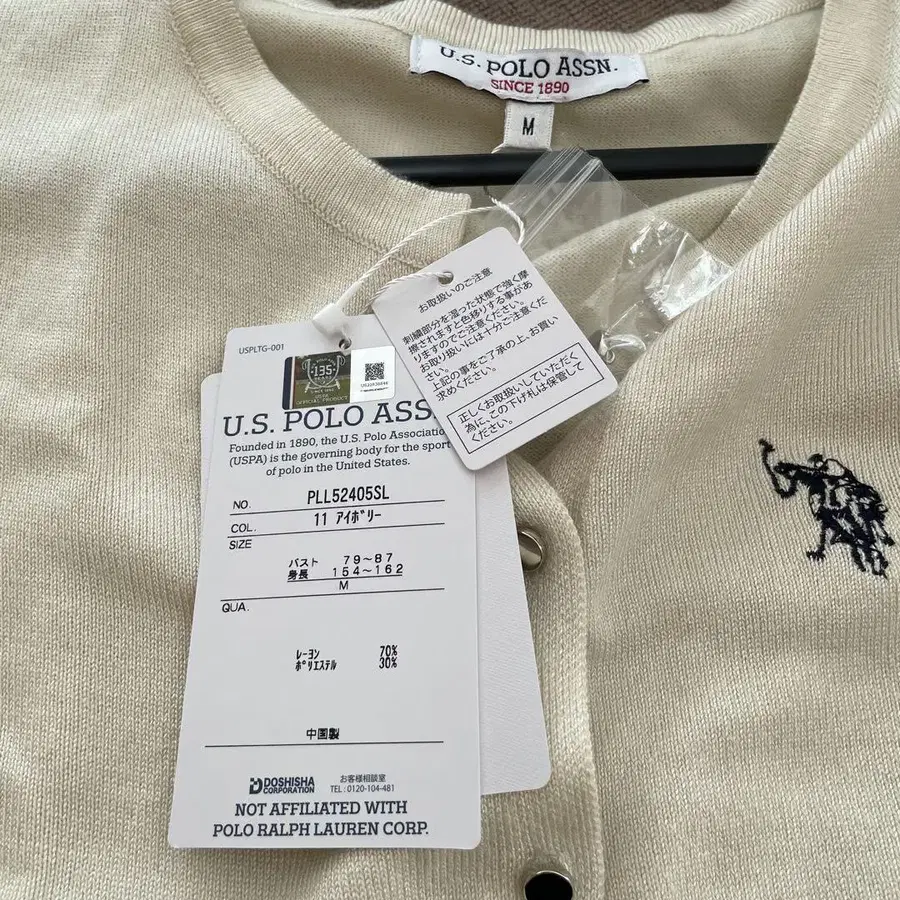 U.S. POLO ASSN.
SINCE 1890
M
お取扱いのご注意
刺繍部分を湿った状態で強く摩
擦されますと色移りする事があ
りますのでご注意ください。
お取り扱いには十分ご注意くだ
さい。
上記の事をご了承の上、お買い
求めください。
正しくお取扱いしていただく
為に、この下げ札は保管して
ください。
USPLTG-001
135
SINCE 1890
OFFICIAL PRODUCT
U.S. POLO ASS
Founded in 1890, the U.S. Polo Associatio
(USPA) is the governing body for the sport
of polo in the United States.
NO. PLL52405SL
COL. 11 アイボリー
SIZE
バスト 79～87
身長 154～162
M
QUA.
レーヨン 70%
ポリエステル 30%
中国製
DOSHISHA
CORPORATION
お客様相談室
TEL : 0120-104-481
NOT AFFILIATED WITH
POLO RALPH LAUREN CORP.